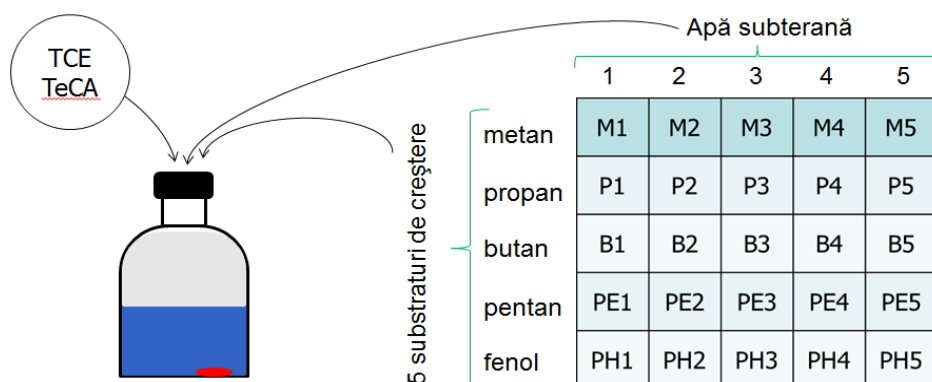 TCE
TeCA
Apă subterană
1 2 3 4 5
5 substraturi de creştere
metan M1 M2 M3 M4 M5
propan P1 P2 P3 P4 P5
butan B1 B2 B3 B4 B5
pentan PE1 PE2 PE3 PE4 PE5
fenol PH1 PH2 PH3 PH4 PH5